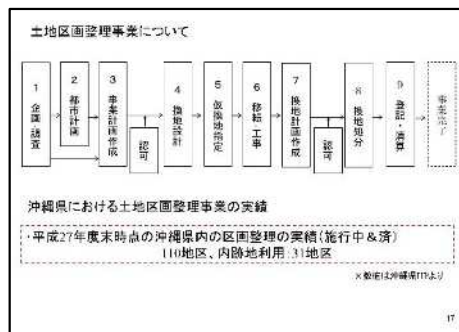 土地区画整理事業について
1 企画・調査
2 都市計画
3 事業計画作成
認可
4 換地設計
5 仮換地指定
6 移転・工事
7 換地計画作成
認可
8 換地処分
9 登記・清算
事業完了
沖縄県における土地区画整理事業の実績
・平成27年度末時点の沖縄県内の区画整理の実績(施行中&済)
110地区、内跡地利用:31地区
※数値は沖縄県HPより
17